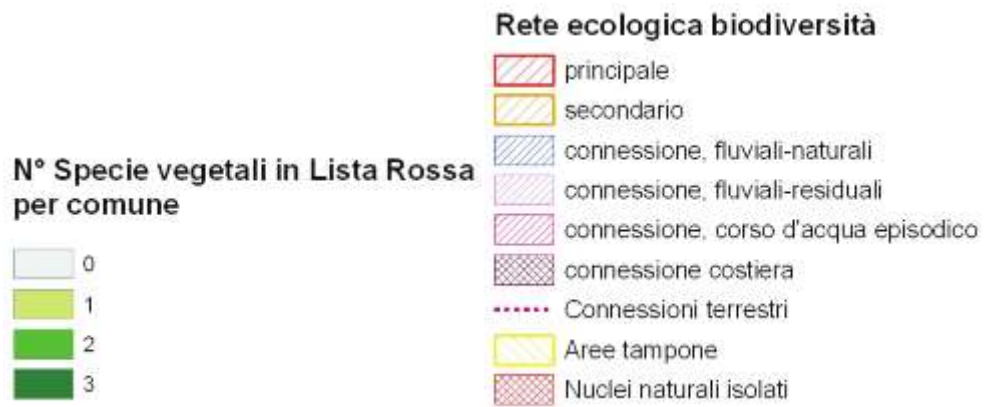 N° Specie vegetali in Lista Rossa
per comune
0
1
2
3
Rete ecologica biodiversità
principale
secondario
connessione, fluviali-naturali
connessione, fluviali-residuali
connessione, corso d'acqua episodico
connessione costiera
Connessioni terrestri
Aree tampone
Nuclei naturali isolati